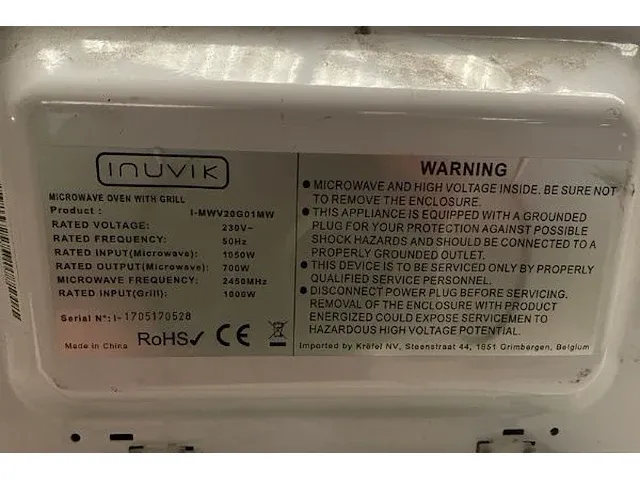 INUVIK
MICROWAVE OVEN WITH GRILL
Product : I-MWV20G01MW
RATED VOLTAGE: 230V~
RATED FREQUENCY: 50Hz
RATED INPUT(Microwave): 1050W
RATED OUTPUT(Microwave): 700W
MICROWAVE FREQUENCY: 2450MHz
RATED INPUT(Grill): 1000W
Serial N°: I-1705170528
Made in China RoHS✓ CE
WARNING
● MICROWAVE AND HIGH VOLTAGE INSIDE. BE SURE NOT
TO REMOVE THE ENCLOSURE.
● THIS APPLIANCE IS EQUIPPED WITH A GROUNDED
PLUG FOR YOUR PROTECTION AGAINST POSSIBLE
SHOCK HAZARDS AND SHOULD BE CONNECTED TO A
PROPERLY GROUNDED OUTLET.
● THIS DEVICE IS TO BE SERVICED ONLY BY PROPERLY
QUALIFIED SERVICE PERSONNEL.
● DISCONNECT POWER PLUG BEFORE SERVICING.
REMOVAL OF THE ENCLOSURE WITH PRODUCT
ENERGIZED COULD EXPOSE SERVICEMEN TO
HAZARDOUS HIGH VOLTAGE POTENTIAL.
Imported by Krëfel NV, Steenstraat 44, 1851 Grimbergen, Belgium